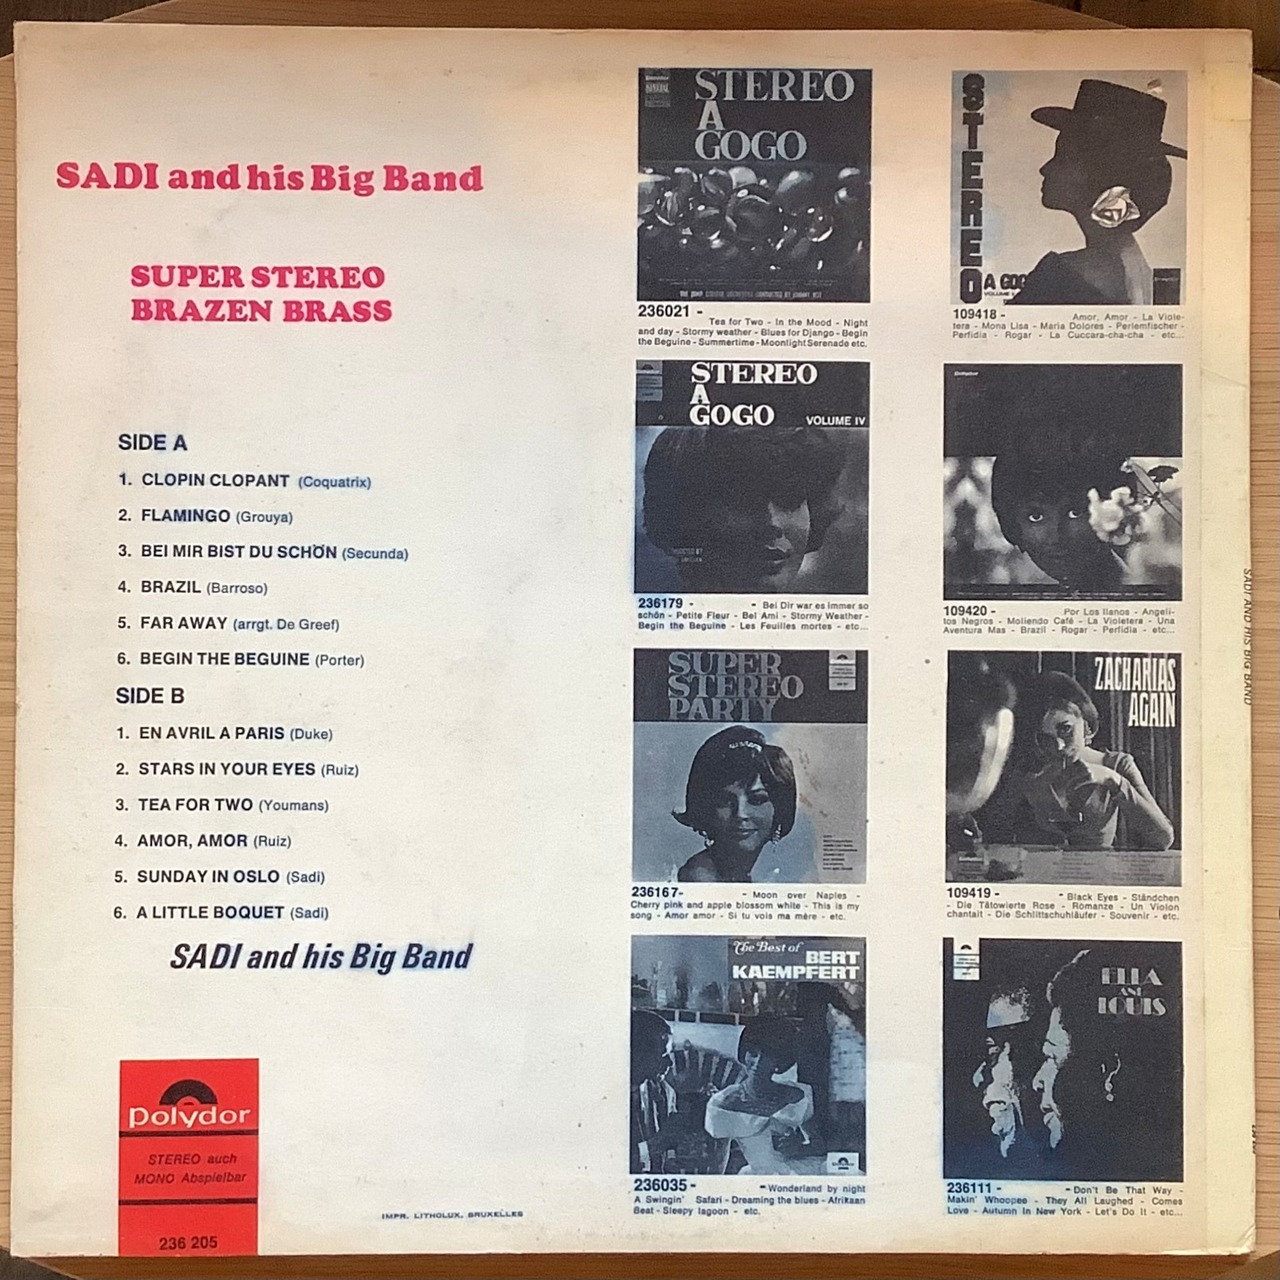 SADI and his Big Band
SUPER STEREO
BRAZEN BRASS
SIDE A
1. CLOPIN CLOPANT (Coquatrix)
2. FLAMINGO (Grouya)
3. BEI MIR BIST DU SCHÖN (Secunda)
4. BRAZIL (Barroso)
5. FAR AWAY (arrgt. De Greef)
6. BEGIN THE BEGUINE (Porter)
SIDE B
1. EN AVRIL A PARIS (Duke)
2. STARS IN YOUR EYES (Ruiz)
3. TEA FOR TWO (Youmans)
4. AMOR, AMOR (Ruiz)
5. SUNDAY IN OSLO (Sadi)
6. A LITTLE BOQUET (Sadi)
SADI and his Big Band
polydor
STEREO auch
MONO Abspielbar
236 205
IMPR. LITHOLUX. BRUXELLES
STEREO
A
GOGO
236021 -
Tea for Two - In the Mood - Night
and day - Stormy weather - Blues for Django - Begin
the Beguine - Summertime - Moonlight Serenade etc.
STEREO
A GOGO
109418 -
Amor, Amor - La Viole-
tera - Mona Lisa - Maria Dolores - Perlemfischer -
Perfidia - Rogar - La Cuccara-cha-cha - etc...
STEREO
A
GOGO
VOLUME IV
236179 -
- Bei Dir war es immer so
schön - Petite Fleur - Bel Ami - Stormy Weather -
Begin the Beguine - Les Feuilles mortes - etc...
109420 -
Por Los llanos - Angeli-
tos Negros - Moliendo Café - La Violetera - Una
Aventura Mas - Brazil - Rogar - Perfidia - etc...
SUPER
STEREO
PARTY
236167-
- Moon over Naples -
Cherry pink and apple blossom white - This is my
song - Amor amor - Si tu vois ma mère - etc.
ZACHARIAS
AGAIN
109419 -
- Black Eyes - Ständchen
- Die Tätowierte Rose - Romanze - Un Violon
chantait - Die Schlittschuhläufer - Souvenir - etc.
The Best of
BERT
KAEMPFERT
236035 -
- Wonderland by night
A Swingin' Safari - Dreaming the blues - Afrikaan
Beat - Sleepy lagoon - etc.
ELLA
AND
LOUIS
236111 -
- Don't Be That Way -
Makin' Whoopee - They All Laughed - Comes
Love - Autumn In New York - Let's Do It - etc...
SADI AND HIS BIG BAND